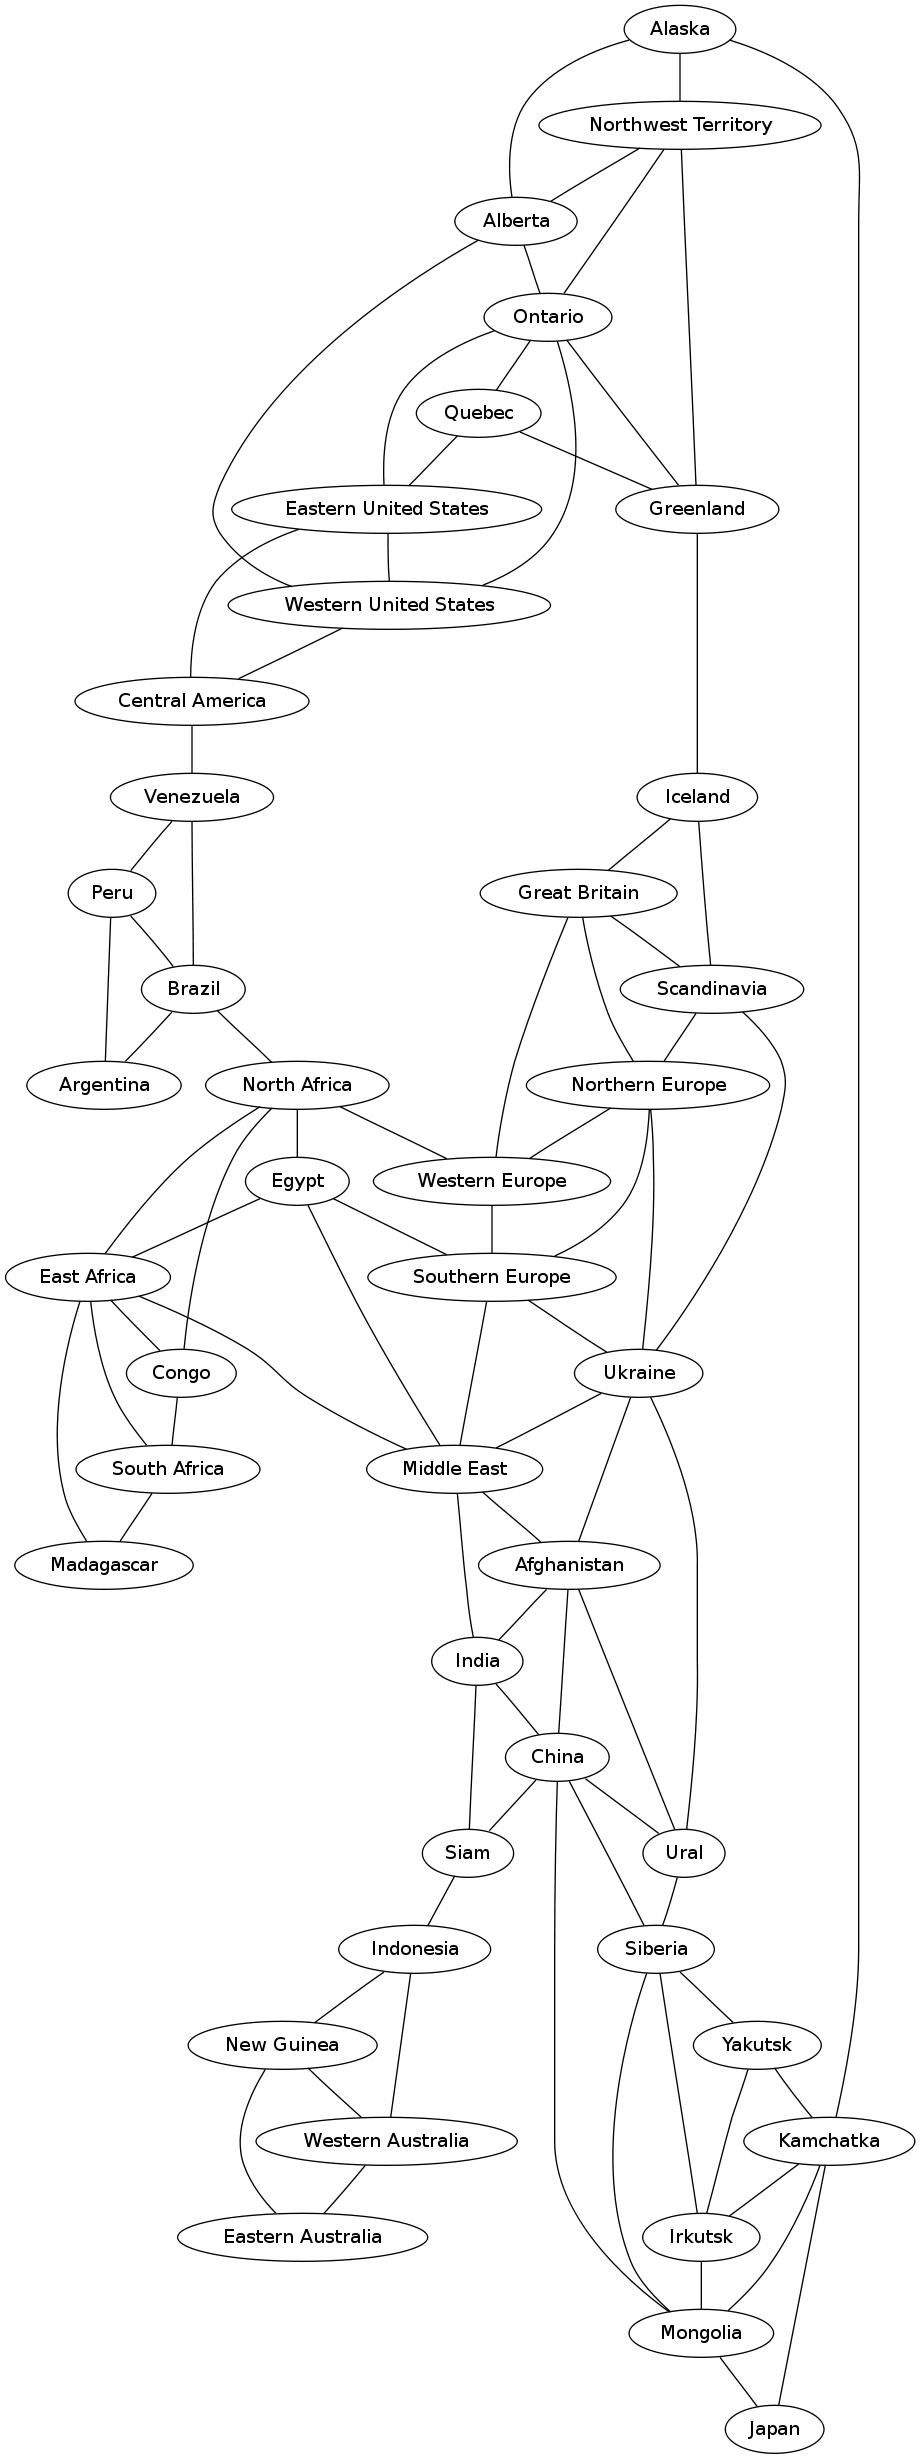 Alaska
Northwest Territory
Alberta
Ontario
Quebec
Eastern United States
Greenland
Western United States
Central America
Venezuela
Iceland
Peru
Great Britain
Brazil
Scandinavia
Argentina
North Africa
Northern Europe
Egypt
Western Europe
East Africa
Southern Europe
Congo
Ukraine
South Africa
Middle East
Madagascar
Afghanistan
India
China
Siam
Ural
Indonesia
Siberia
New Guinea
Yakutsk
Western Australia
Kamchatka
Eastern Australia
Irkutsk
Mongolia
Japan